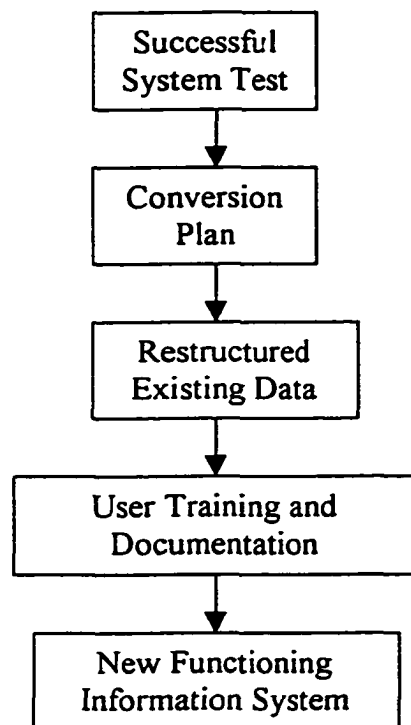 Successful
System Test
Conversion
Plan
Restructured
Existing Data
User Training and
Documentation
New Functioning
Information System